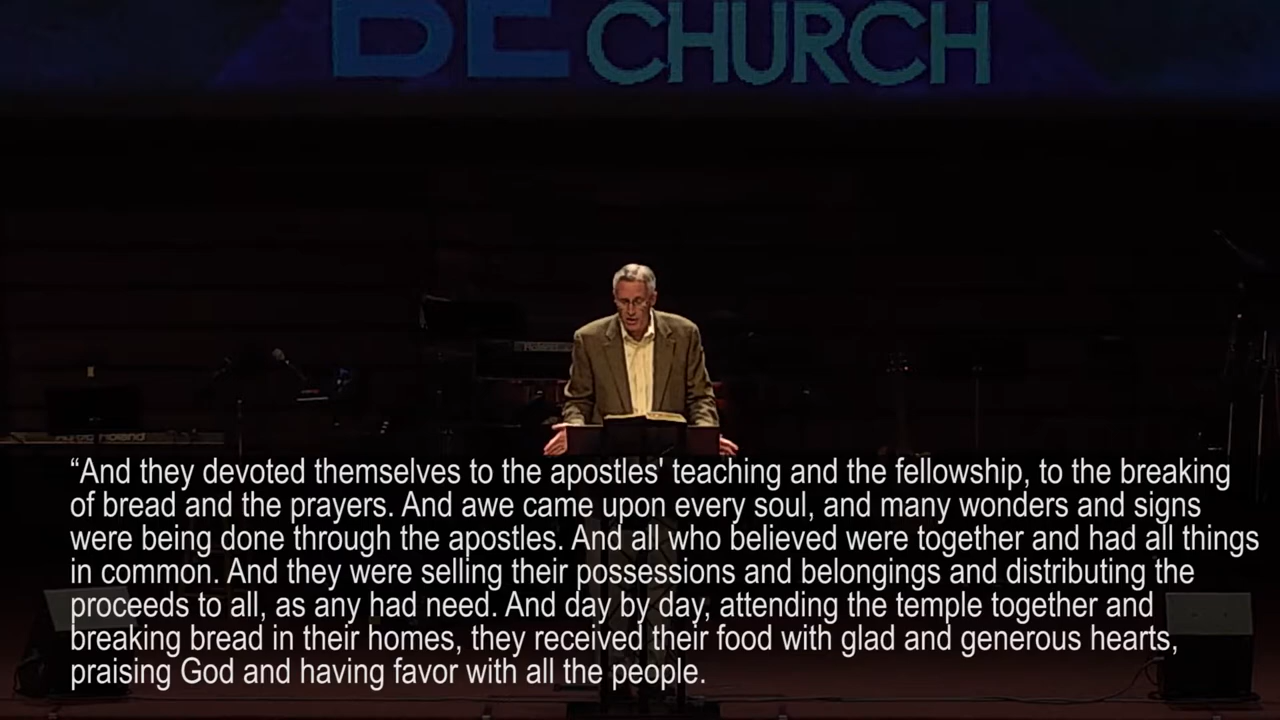 BE CHURCH
“And they devoted themselves to the apostles' teaching and the fellowship, to the breaking
of bread and the prayers. And awe came upon every soul, and many wonders and signs
were being done through the apostles. And all who believed were together and had all things
in common. And they were selling their possessions and belongings and distributing the
proceeds to all, as any had need. And day by day, attending the temple together and
breaking bread in their homes, they received their food with glad and generous hearts,
praising God and having favor with all the people.